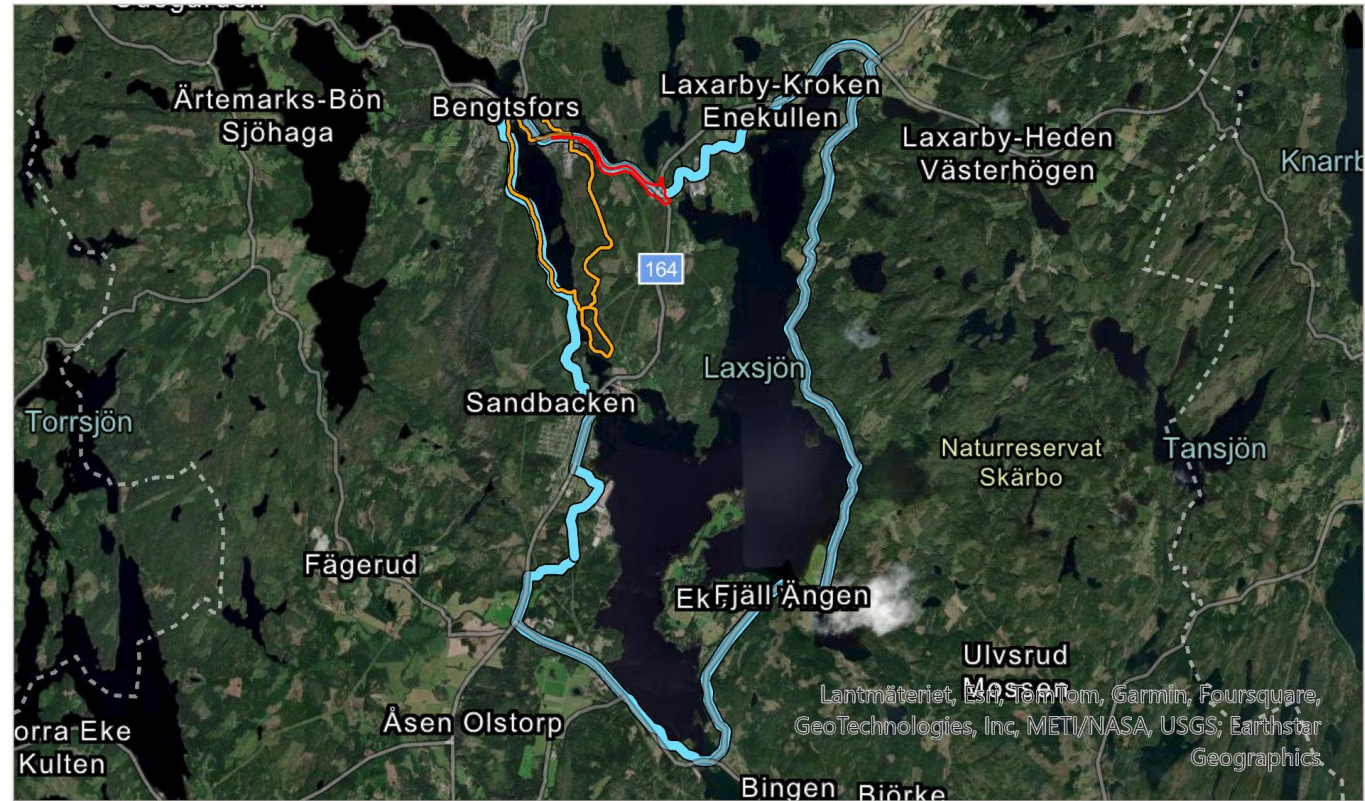 Ärtemarks-Bön
Sjöhaga
Bengtsfors
Laxarby-Kroken
Enekullen
Laxarby-Heden
Västerhögen
164
Laxsjön
Sandbacken
Torrsjön
Naturreservat
Skärbo
Tansjön
Fägerud
Fjäll Ängen
Ulvsrud
Mossen
Lantmäteriet, Esri, TomTom, Garmin, Foursquare,
GeoTechnologies, Inc, METI/NASA, USGS; Earthstar
Geographics
Åsen Olstorp
orra Eke
Kulten
Bingen
Björke